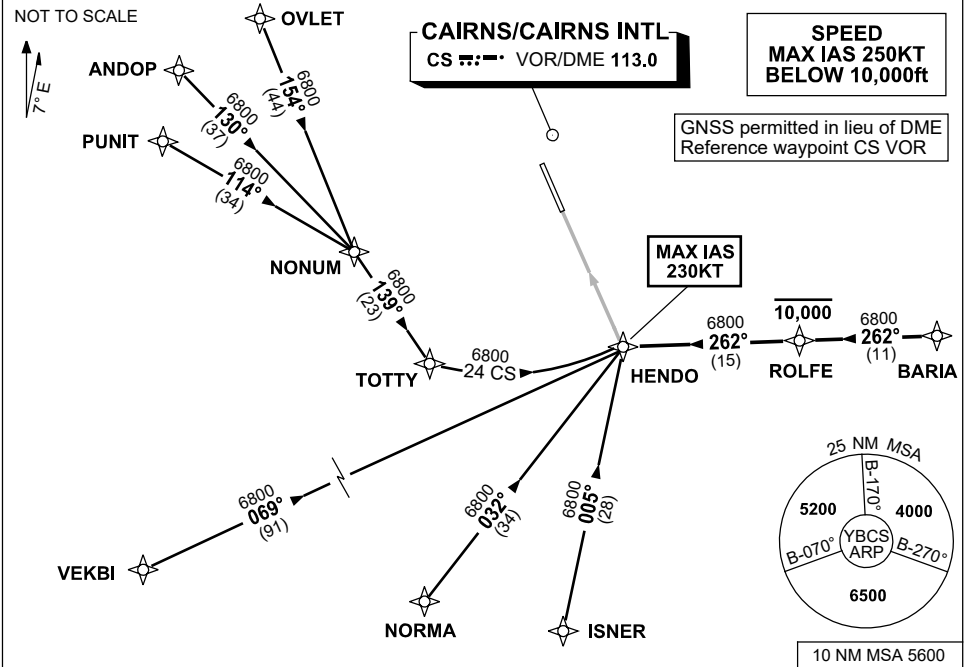 NOT TO SCALE
7° E
OVLET
ANDOP
PUNIT
6800
154°
(44)
6800
130°
(37)
6800
114°
(34)
NONUM
6800
139°
(23)
TOTTY
6800
24 CS
CAIRNS/CAIRNS INTL
CS VOR/DME 113.0
SPEED
MAX IAS 250KT
BELOW 10,000ft
GNSS permitted in lieu of DME
Reference waypoint CS VOR
MAX IAS
230KT
HENDO
6800
262°
(15)
10,000
ROLFE
6800
262°
(11)
BARIA
VEKBI
6800
069°
(91)
NORMA
6800
032°
(34)
ISNER
6800
005°
(28)
25 NM MSA
B-170°
5200
4000
YBCS
ARP
B-070°
B-270°
6500
10 NM MSA 5600